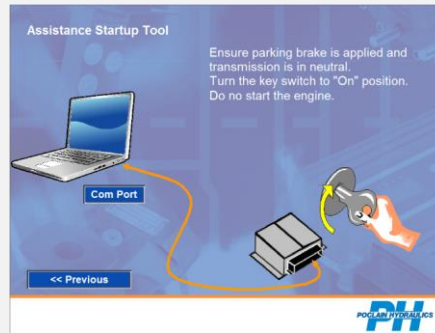 Assistance Startup Tool
Ensure parking brake is applied and
transmission is in neutral.
Turn the key switch to "On" position.
Do no start the engine.
Com Port
<< Previous
PH
POCLAIN HYDRAULICS